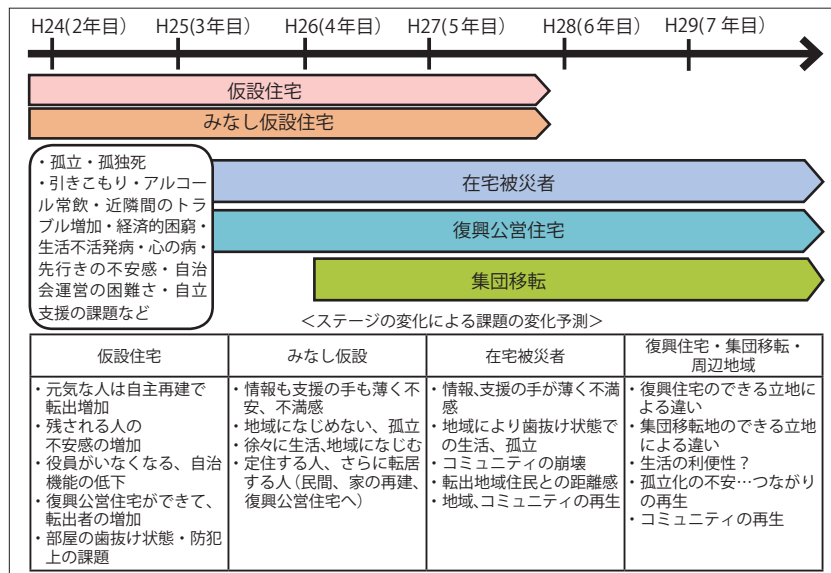 H24(2年目) H25(3年目) H26(4年目) H27(5年目) H28(6年目) H29(7年目)
仮設住宅
みなし仮設住宅
・孤立・孤独死
・引きこもり・アルコー
ル常飲・近隣間のトラ
ブル増加・経済的困窮・
生活不活発病・心の病・
先行きの不安感・自治
会運営の困難さ・自立
支援の課題など
在宅被災者
復興公営住宅
集団移転
<ステージの変化による課題の変化予測>
仮設住宅
・元気な人は自主再建で
転出増加
・残される人の
不安感の増加
・役員がいなくなる、自治
機能の低下
・復興公営住宅ができて、
転出者の増加
・部屋の歯抜け状態・防犯
上の課題
みなし仮設
・情報も支援の手も薄く不
安、不満感
・地域になじめない、孤立
・徐々に生活、地域になじむ
・定住する人、さらに転居
する人（民間、家の再建、
復興公営住宅へ）
在宅被災者
・情報、支援の手が薄く不満
感
・地域により歯抜け状態で
の生活、孤立
・コミュニティの崩壊
・転出地域住民との距離感
・地域、コミュニティの再生
復興住宅・集団移転・
周辺地域
・復興住宅のできる立地
による違い
・集団移転地のできる立地
による違い
・生活の利便性？
・孤立化の不安…つながり
の再生
・コミュニティの再生